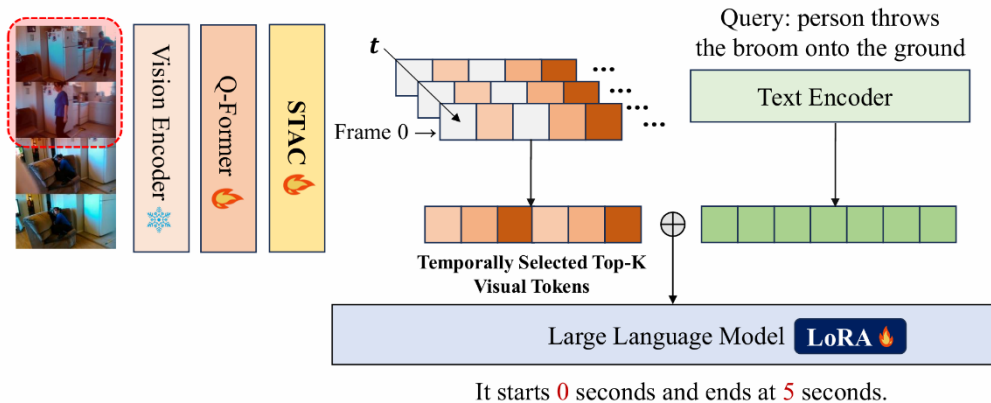 Vision Encoder
Q-Former
STAC
t
Frame 0 →
...
...
...
Query: person throws
the broom onto the ground
Text Encoder
Temporally Selected Top-K
Visual Tokens
Large Language Model LoRA
It starts 0 seconds and ends at 5 seconds.